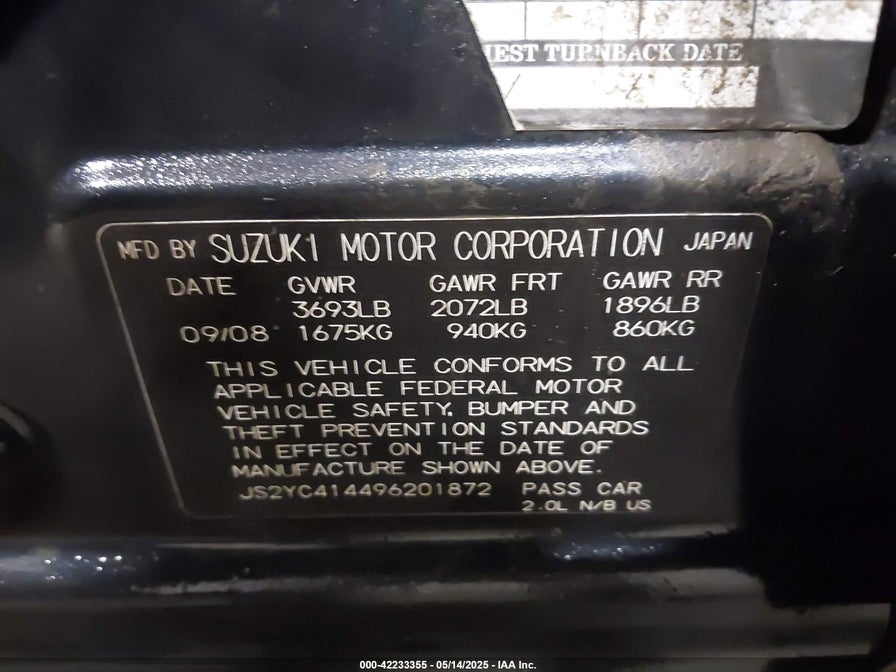 EST TURNBACK DATE
MFD BY SUZUKI MOTOR CORPORATION JAPAN
DATE GVWR GAWR FRT GAWR RR
3693LB 2072LB 1896LB
09/08 1675KG 940KG 860KG
THIS VEHICLE CONFORMS TO ALL
APPLICABLE FEDERAL MOTOR
VEHICLE SAFETY, BUMPER AND
THEFT PREVENTION STANDARDS
IN EFFECT ON THE DATE OF
MANUFACTURE SHOWN ABOVE.
JS2YC414496201872 PASS CAR
2.0L N/B US
000-42233355 - 05/14/2025 - IAA Inc.